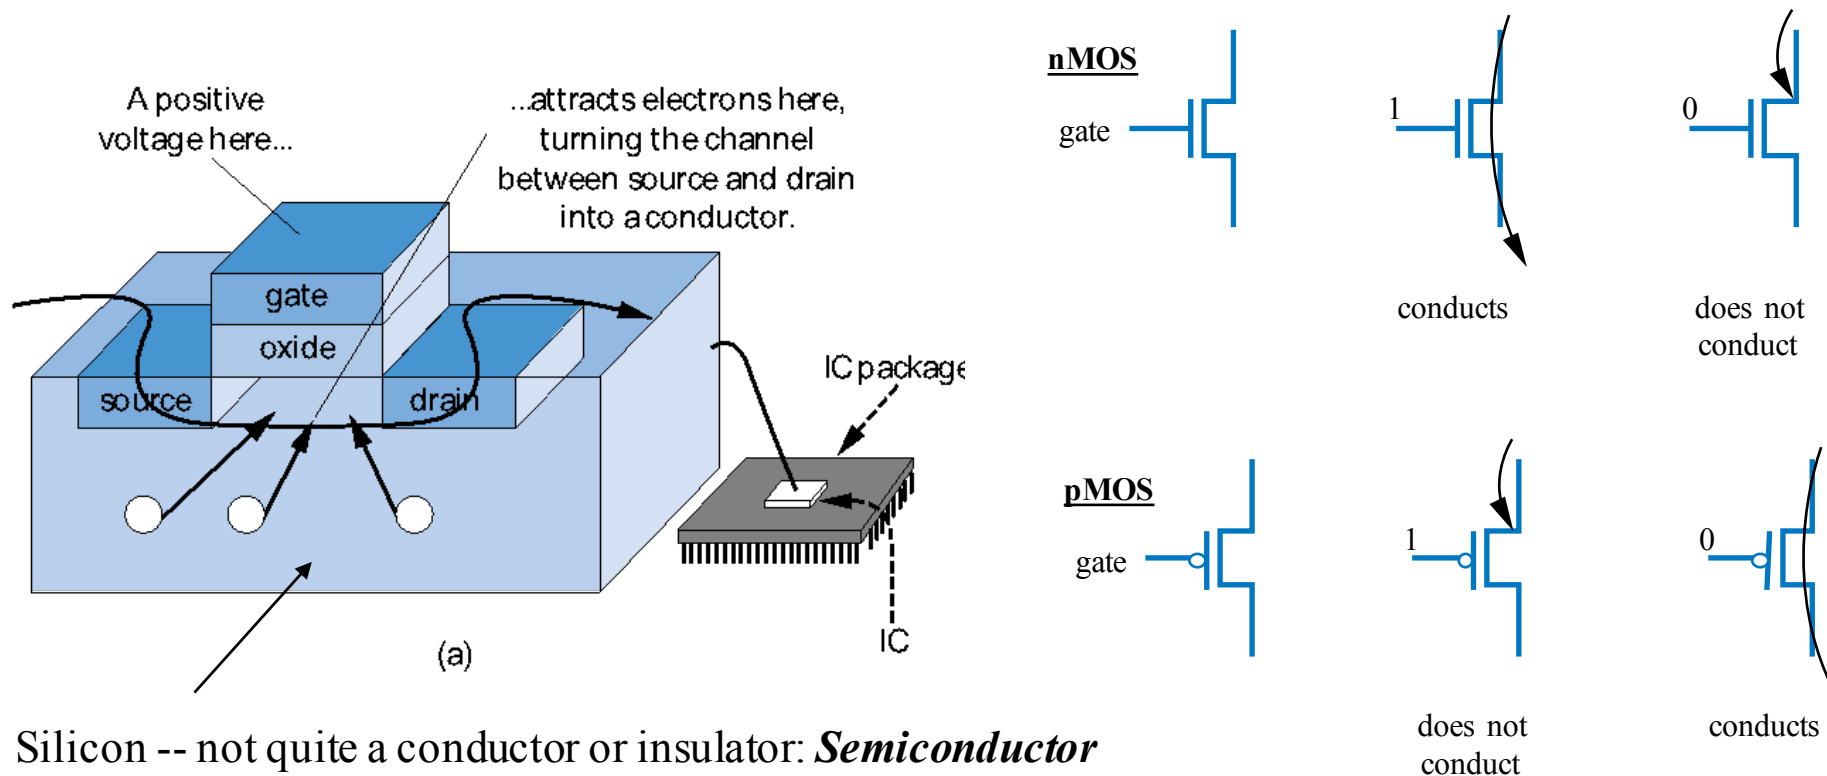 A positive
voltage here...
...attracts electrons here,
turning the channel
between source and drain
into a conductor.
gate
oxide
source
drain
IC package
IC
(a)
Silicon -- not quite a conductor or insulator: Semiconductor
nMOS
gate
1
0
conducts
does not
conduct
pMOS
gate
1
0
does not
conduct
conducts